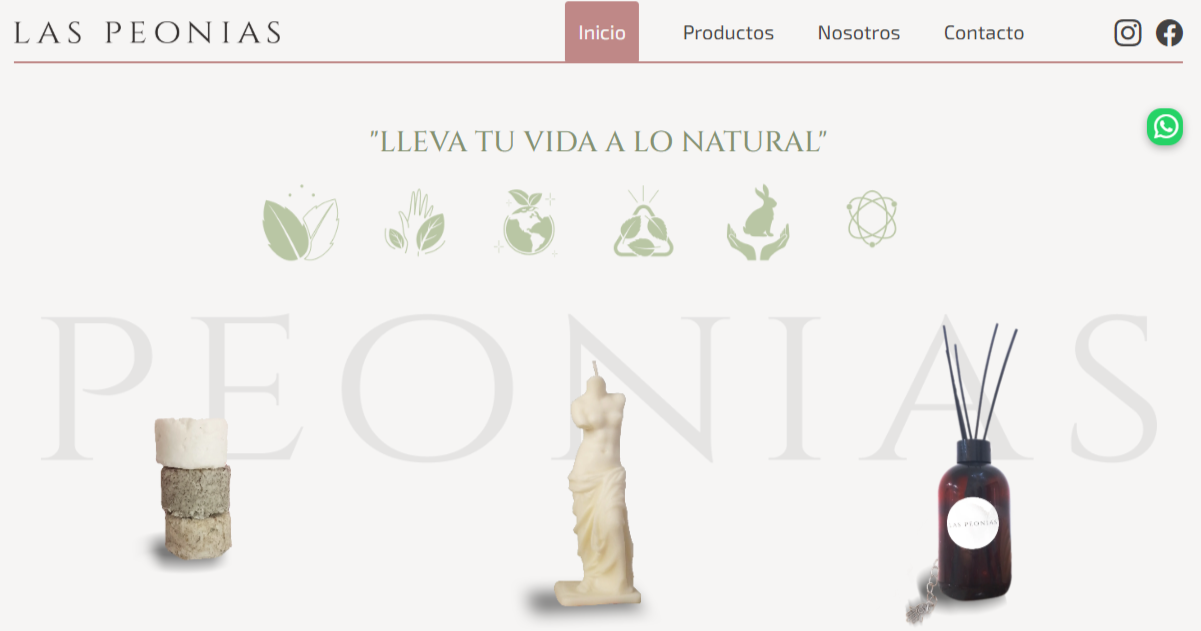 LAS PEONIAS
Inicio
Productos
Nosotros
Contacto
"LLEVA TU VIDA A LO NATURAL"
PEONIAS
LAS PEONIAS